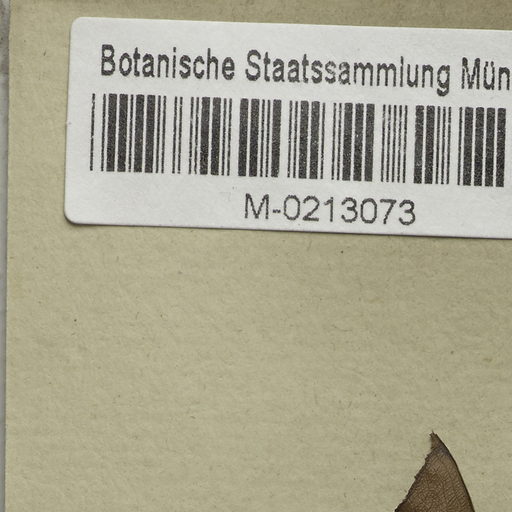 Botanische Staatssammlung Mün
M-0213073